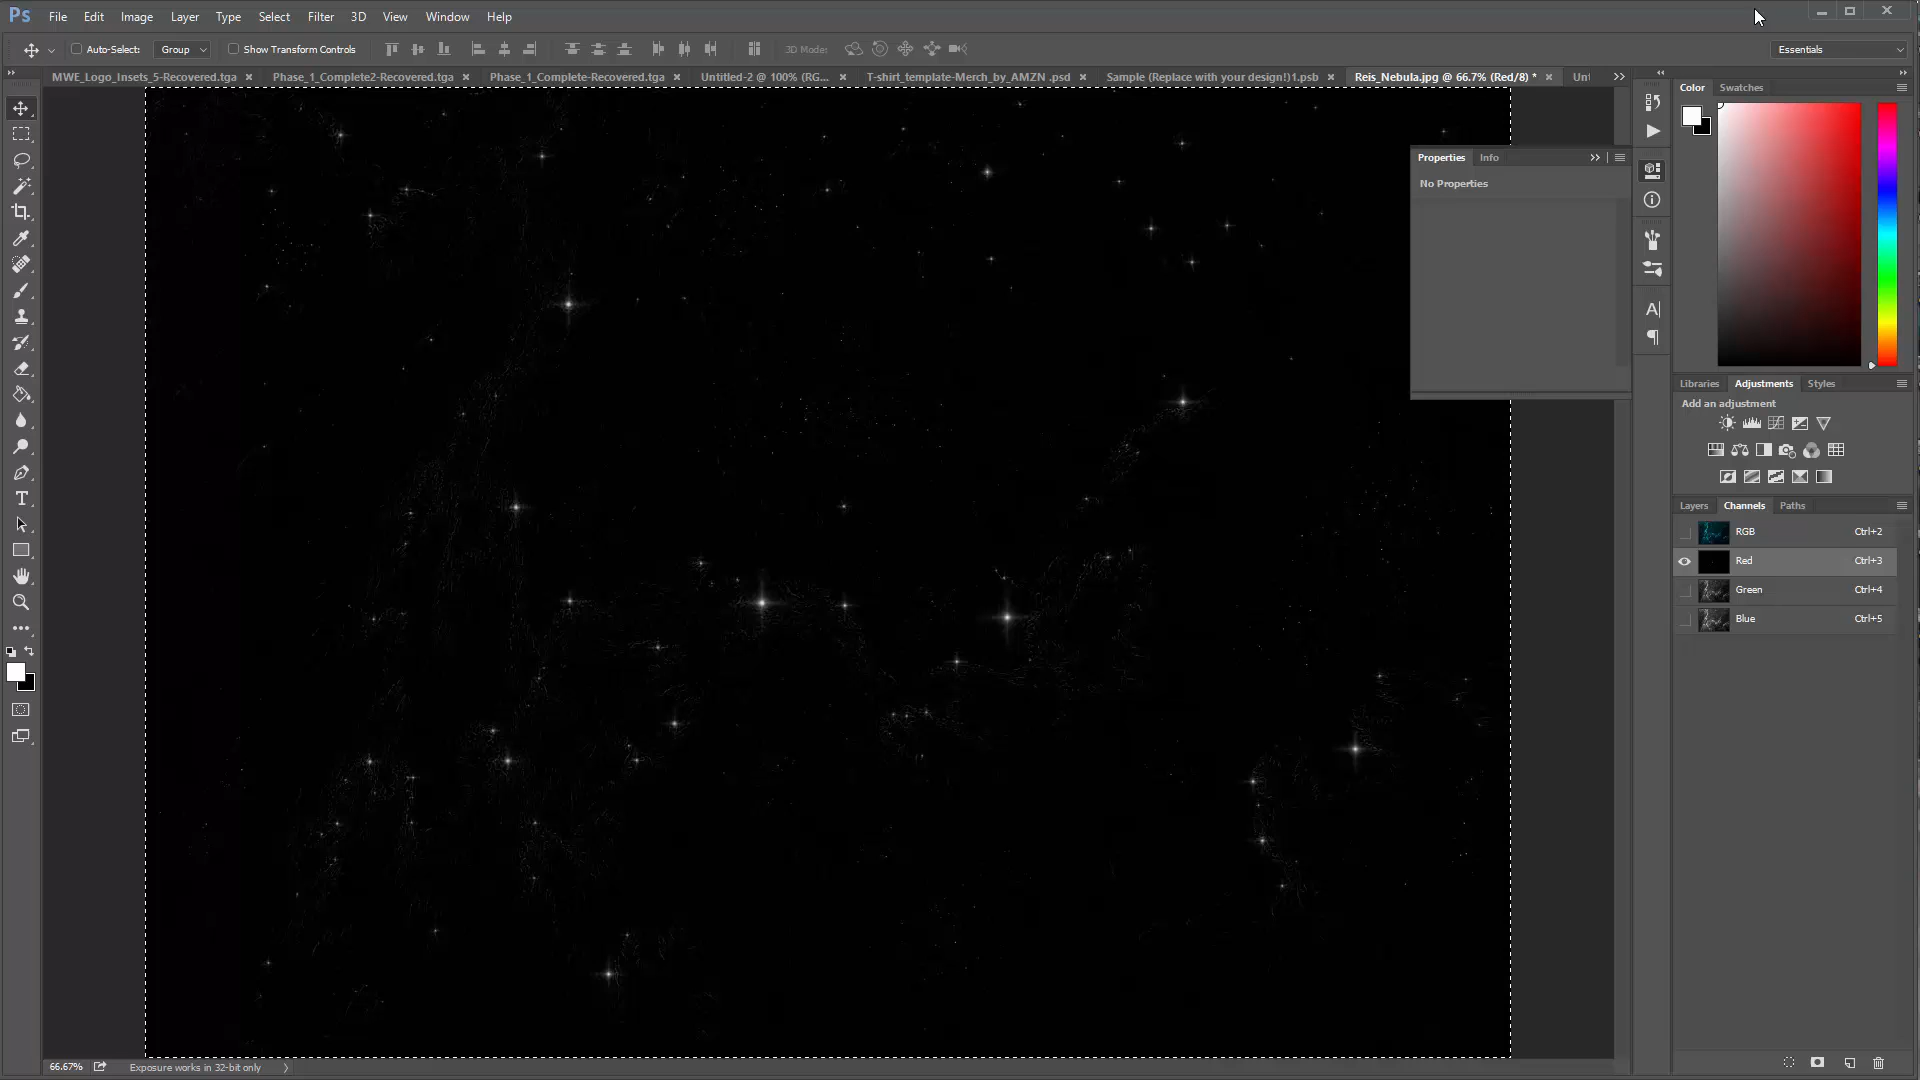 Ps File Edit Image Layer Type Select Filter 3D View Window Help
Auto-Select: Group Show Transform Controls 3D Mode: Essentials
MWE_Logo_Insets_5-Recovered.tga Phase_1_Complete2-Recovered.tga Phase_1_Complete-Recovered.tga Untitled-2 @ 100% (RG... T-shirt_template-Merch_by_AMZN .psd Sample (Replace with your design!)1.psb Reis_Nebula.jpg @ 66.7% (Red/8) * Unt
Color Swatches
Properties Info
No Properties
Libraries Adjustments Styles
Add an adjustment
Layers Channels Paths
RGB Ctrl+2
Red Ctrl+3
Green Ctrl+4
Blue Ctrl+5
66.67% Exposure works in 32-bit only